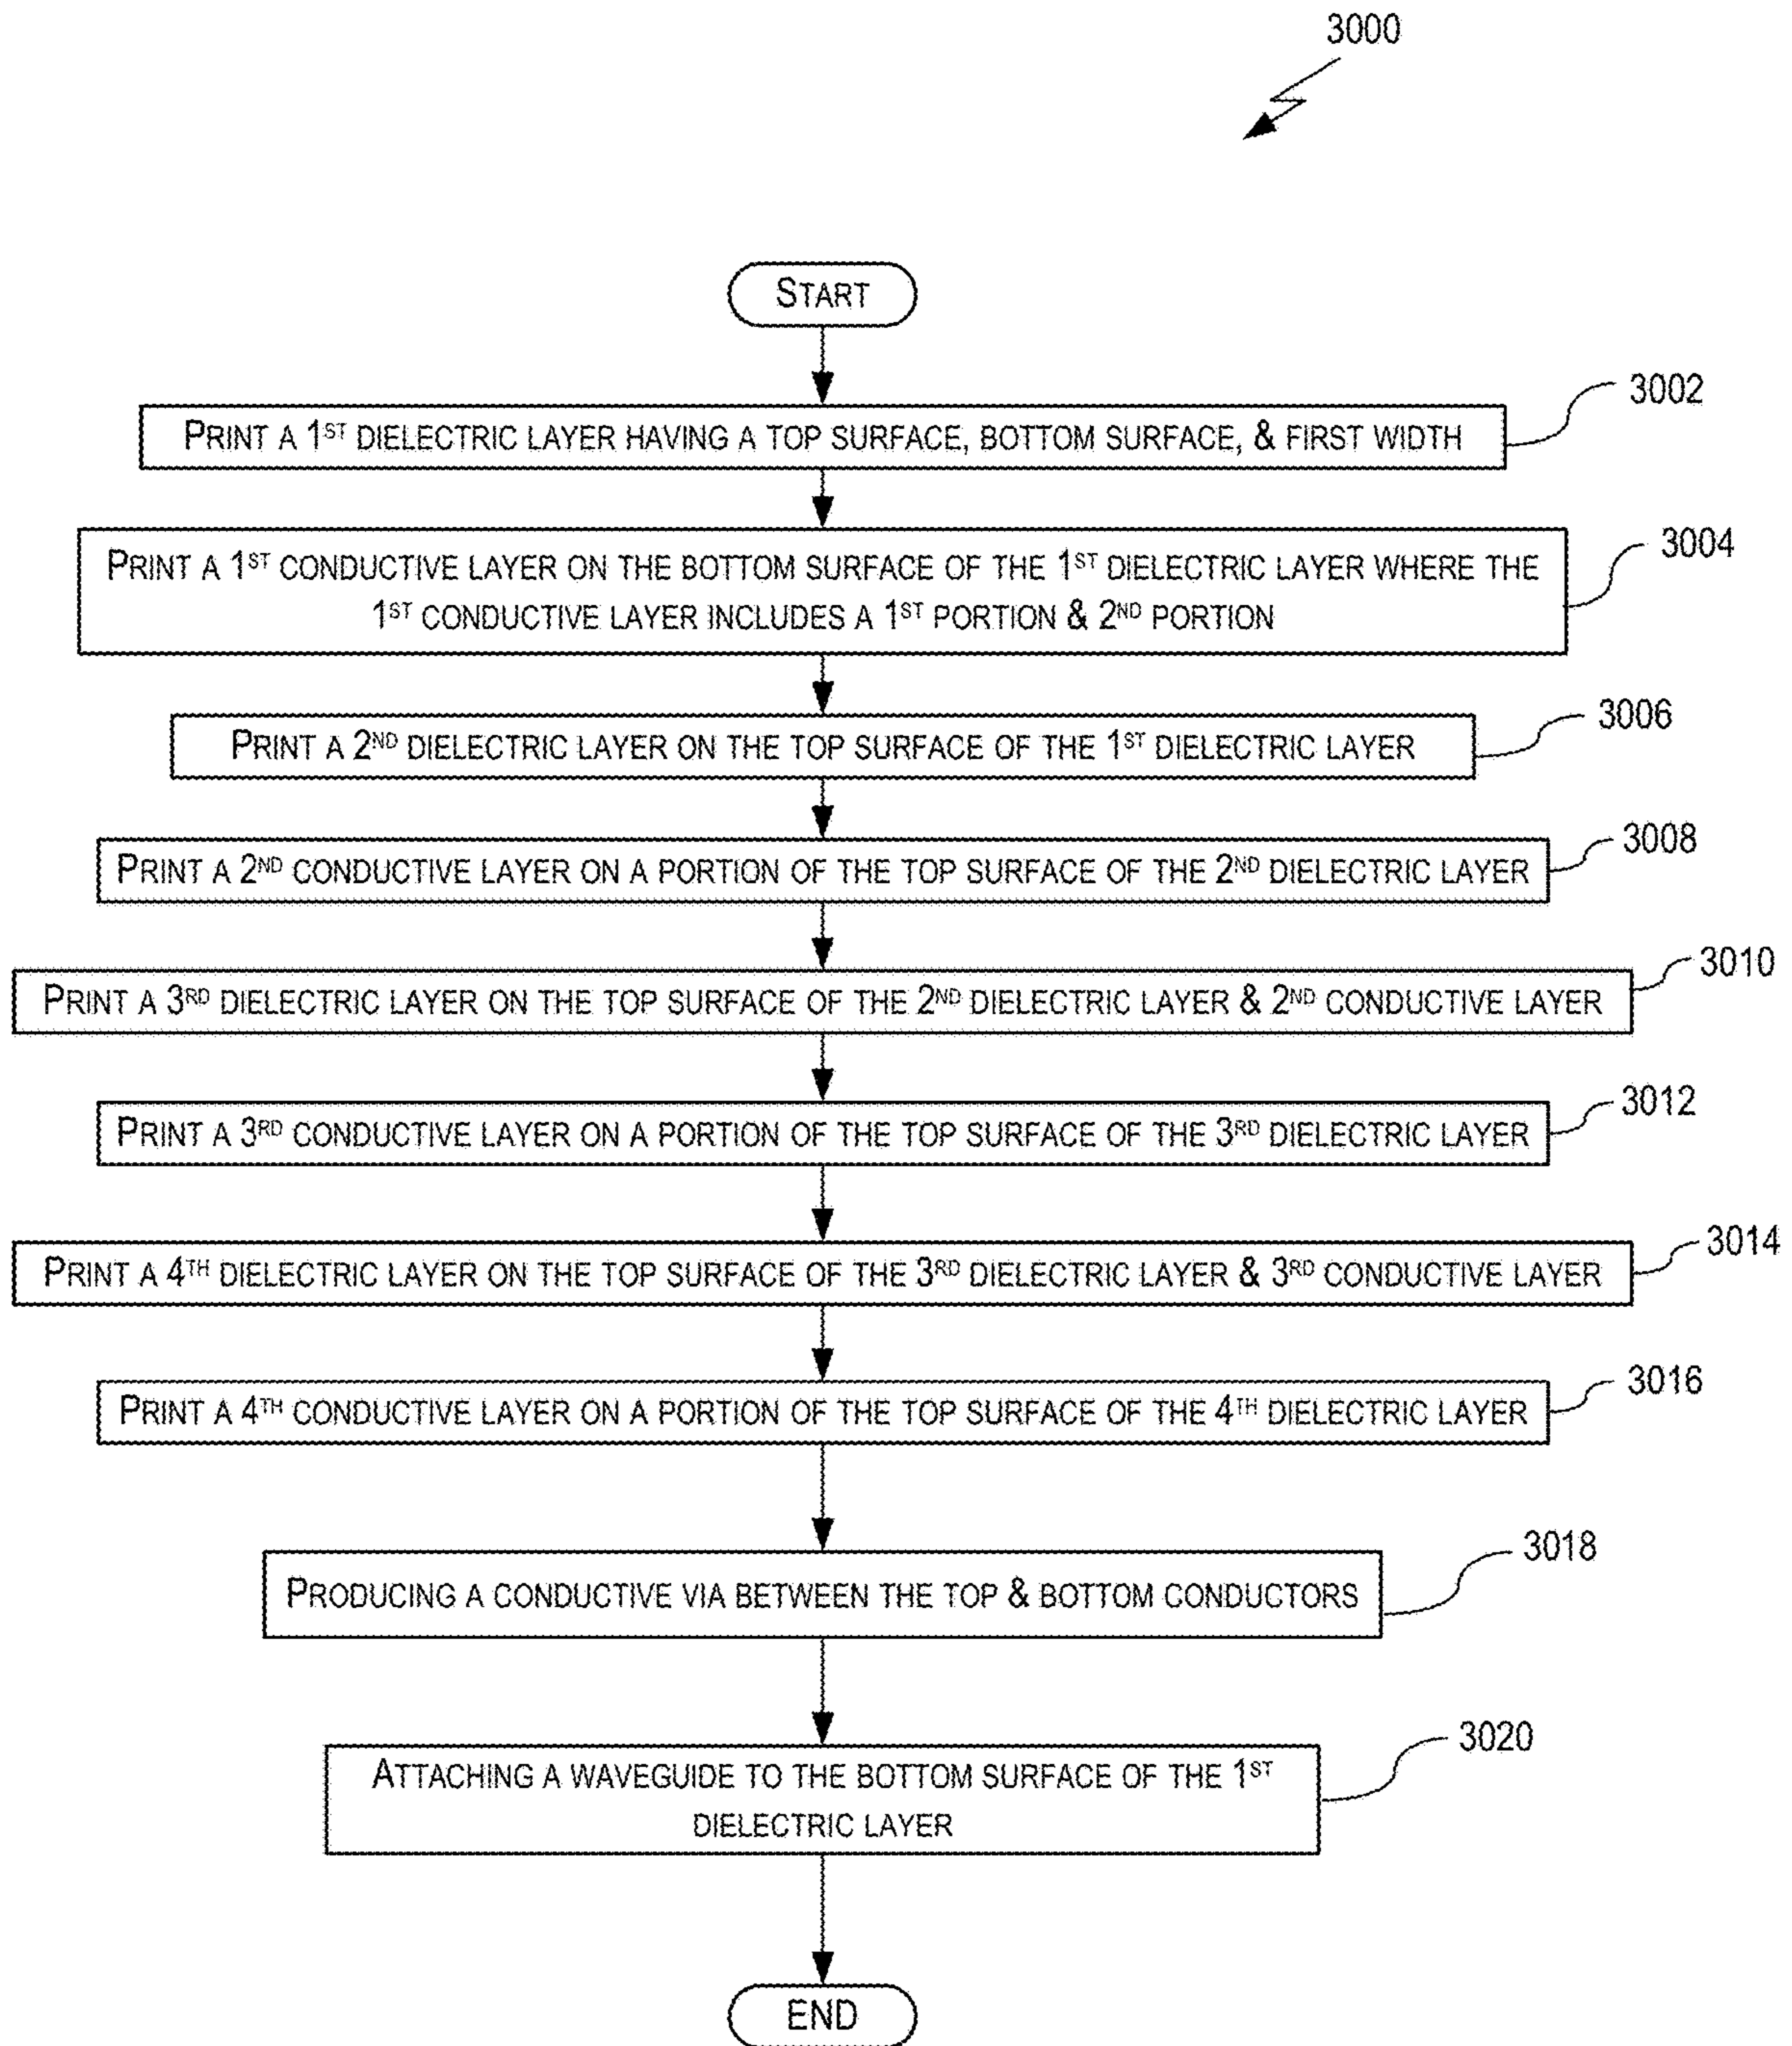 3000
START
3002
PRINT A 1ST DIELECTRIC LAYER HAVING A TOP SURFACE, BOTTOM SURFACE, & FIRST WIDTH
3004
PRINT A 1ST CONDUCTIVE LAYER ON THE BOTTOM SURFACE OF THE 1ST DIELECTRIC LAYER WHERE THE
1ST CONDUCTIVE LAYER INCLUDES A 1ST PORTION & 2ND PORTION
3006
PRINT A 2ND DIELECTRIC LAYER ON THE TOP SURFACE OF THE 1ST DIELECTRIC LAYER
3008
PRINT A 2ND CONDUCTIVE LAYER ON A PORTION OF THE TOP SURFACE OF THE 2ND DIELECTRIC LAYER
3010
PRINT A 3RD DIELECTRIC LAYER ON THE TOP SURFACE OF THE 2ND DIELECTRIC LAYER & 2ND CONDUCTIVE LAYER
3012
PRINT A 3RD CONDUCTIVE LAYER ON A PORTION OF THE TOP SURFACE OF THE 3RD DIELECTRIC LAYER
3014
PRINT A 4TH DIELECTRIC LAYER ON THE TOP SURFACE OF THE 3RD DIELECTRIC LAYER & 3RD CONDUCTIVE LAYER
3016
PRINT A 4TH CONDUCTIVE LAYER ON A PORTION OF THE TOP SURFACE OF THE 4TH DIELECTRIC LAYER
3018
PRODUCING A CONDUCTIVE VIA BETWEEN THE TOP & BOTTOM CONDUCTORS
3020
ATTACHING A WAVEGUIDE TO THE BOTTOM SURFACE OF THE 1ST
DIELECTRIC LAYER
END